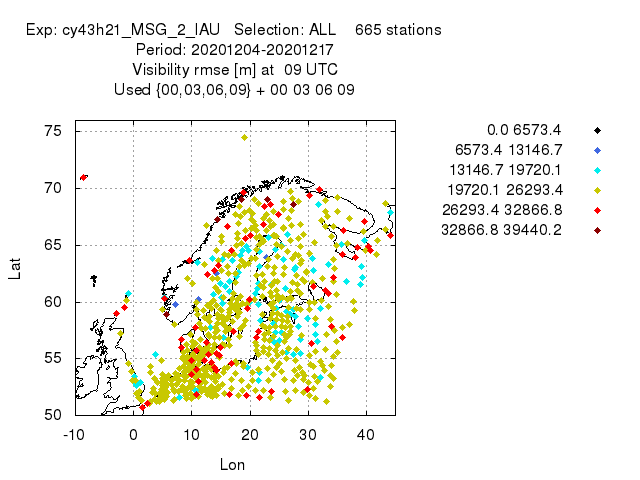 Exp: cy43h21_MSG_2_IAU   Selection: ALL    665 stations
Period: 20201204-20201217
Visibility rmse [m] at  09 UTC
Used {00,03,06,09} + 00 03 06 09
0.0 6573.4
6573.4 13146.7
13146.7 19720.1
19720.1 26293.4
26293.4 32866.8
32866.8 39440.2
75
70
65
60
55
50
Lat
-10 0 10 20 30 40
Lon